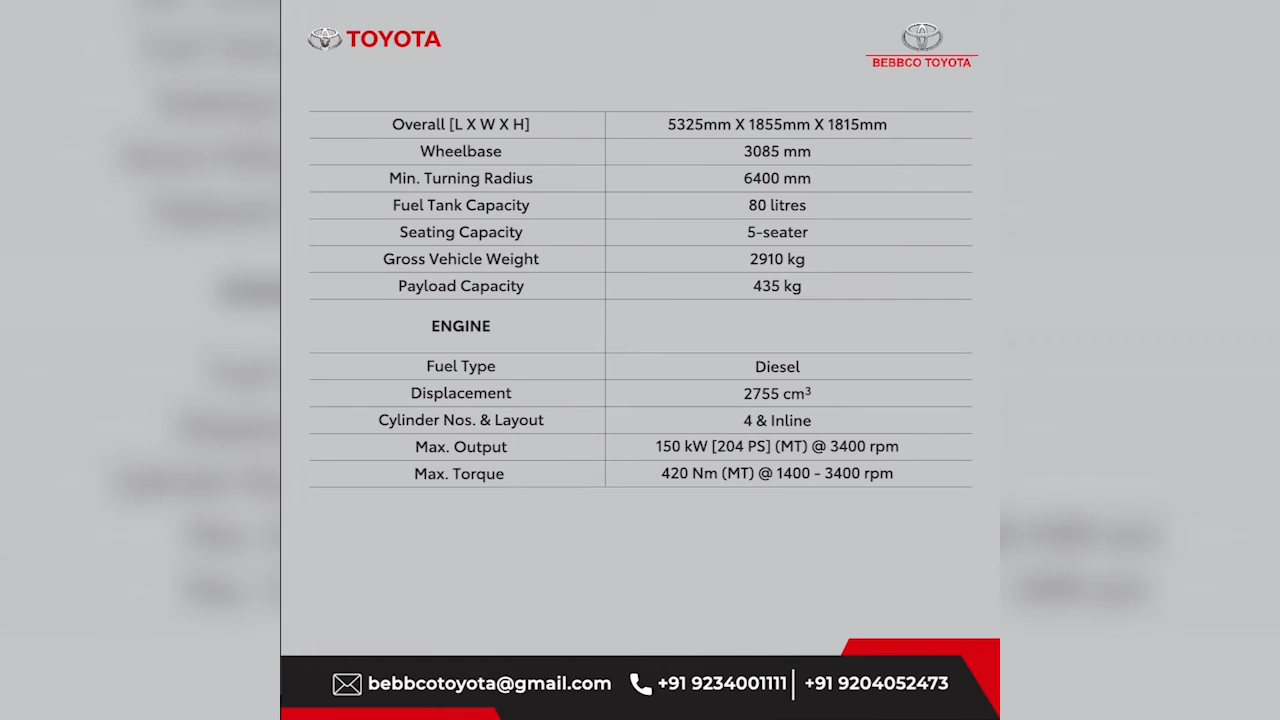 TOYOTA
BEBBCO TOYOTA
Overall [L X W X H] 5325mm X 1855mm X 1815mm
Wheelbase 3085 mm
Min. Turning Radius 6400 mm
Fuel Tank Capacity 80 litres
Seating Capacity 5-seater
Gross Vehicle Weight 2910 kg
Payload Capacity 435 kg
ENGINE
Fuel Type Diesel
Displacement 2755 cm³
Cylinder Nos. & Layout 4 & Inline
Max. Output 150 kW [204 PS] (MT) @ 3400 rpm
Max. Torque 420 Nm (MT) @ 1400 - 3400 rpm
bebbcotoyota@gmail.com +91 9234001111 | +91 9204052473